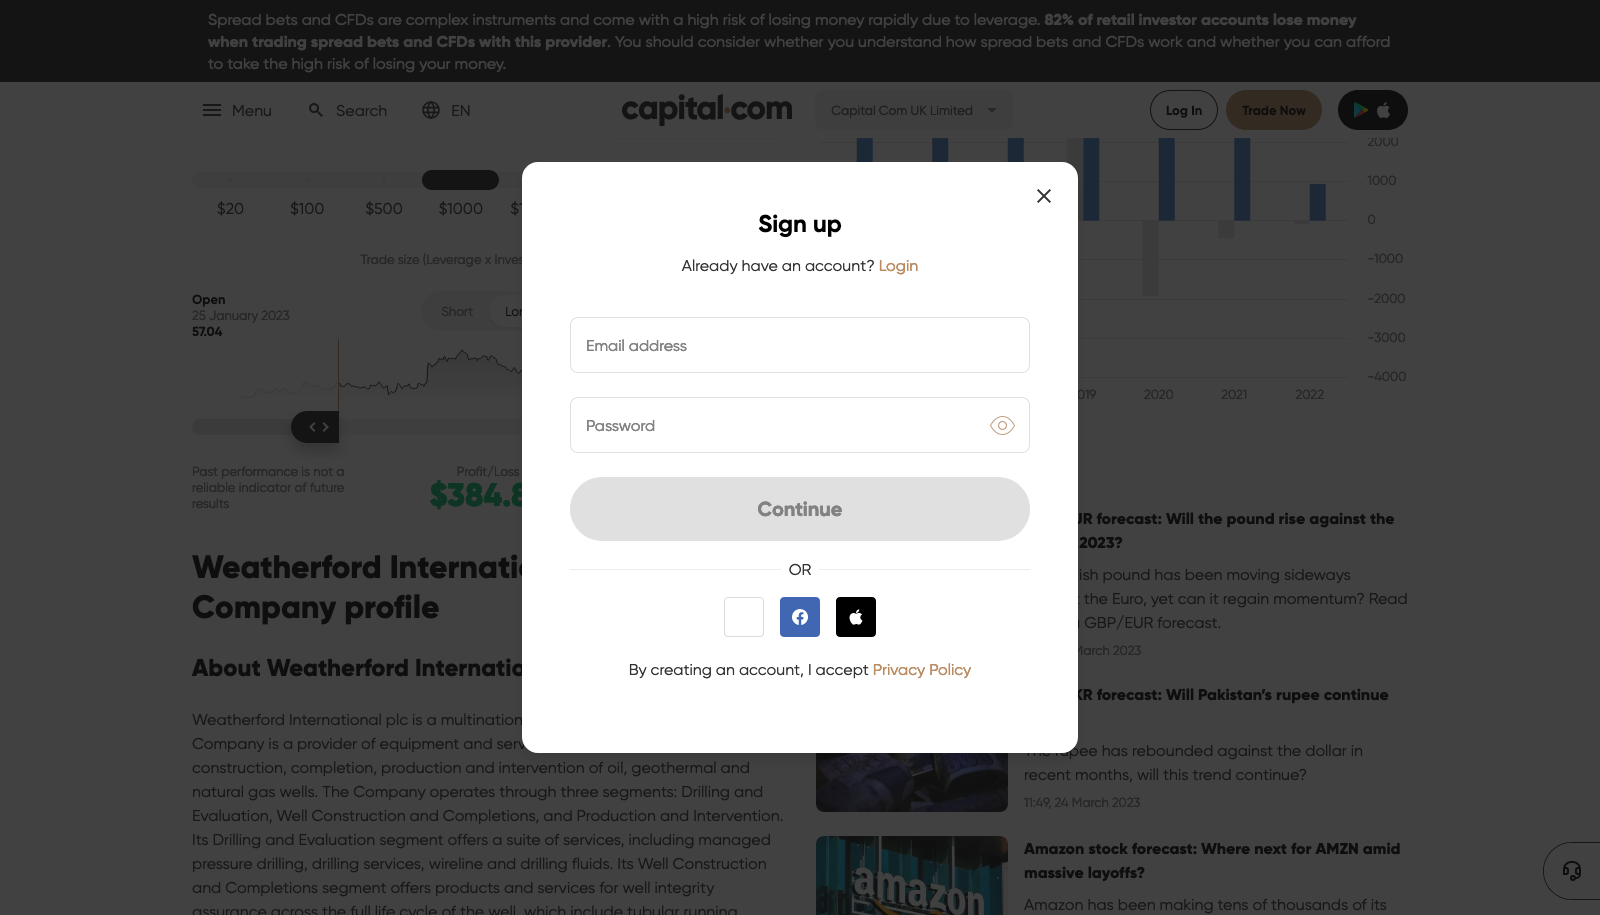 Spread bets and CFDs are complex instruments and come with a high risk of losing money rapidly due to leverage. 82% of retail investor accounts lose money
when trading spread bets and CFDs with this provider. You should consider whether you understand how spread bets and CFDs work and whether you can afford
to take the high risk of losing your money.
Menu
Search
EN
capital.com
Capital Com UK Limited
Log In
Trade Now
$20
$100
$500
$1000
Trade size (Leverage x
Open
25 January 2023
57.04
Short
Past performance is not a
reliable indicator of future
results
Profit/Loss
$384.8
Weatherford
Company profile
About Weatherford
Weatherford International plc is a
Company is a provider of equipment and
construction, completion, production and intervention of oil, geothermal and
natural gas wells. The Company operates through three segments: Drilling and
Evaluation, Well Construction and Completions, and Production and Intervention.
Its Drilling and Evaluation segment offers a suite of services, including managed
pressure drilling, drilling services, wireline and drilling fluids. Its Well Construction
and Completions segment offers products and services for well integrity
assurance across the full life cycle of the well, which include tubular running
Sign up
Already have an account? Login
Email address
Password
Continue
OR
By creating an account, I accept Privacy Policy
2000
1000
0
-1000
-2000
-3000
-4000
2020
2021
2022
forecast: Will the pound rise against the
2023?
pound has been moving sideways
the Euro, yet can it regain momentum? Read
GBP/EUR forecast.
March 2023
forecast: Will Pakistan's rupee continue
The rupee has rebounded against the dollar in
recent months, will this trend continue?
11:49, 24 March 2023
amazon
Amazon stock forecast: Where next for AMZN amid
massive layoffs?
Amazon has been making tens of thousands of its